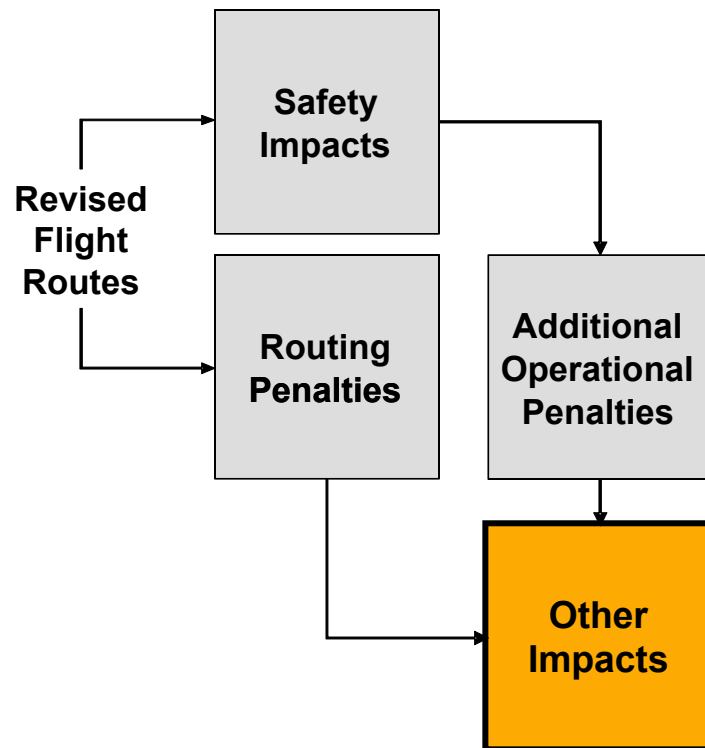 Safety
Impacts
Revised
Flight
Routes
Routing
Penalties
Additional
Operational
Penalties
Other
Impacts